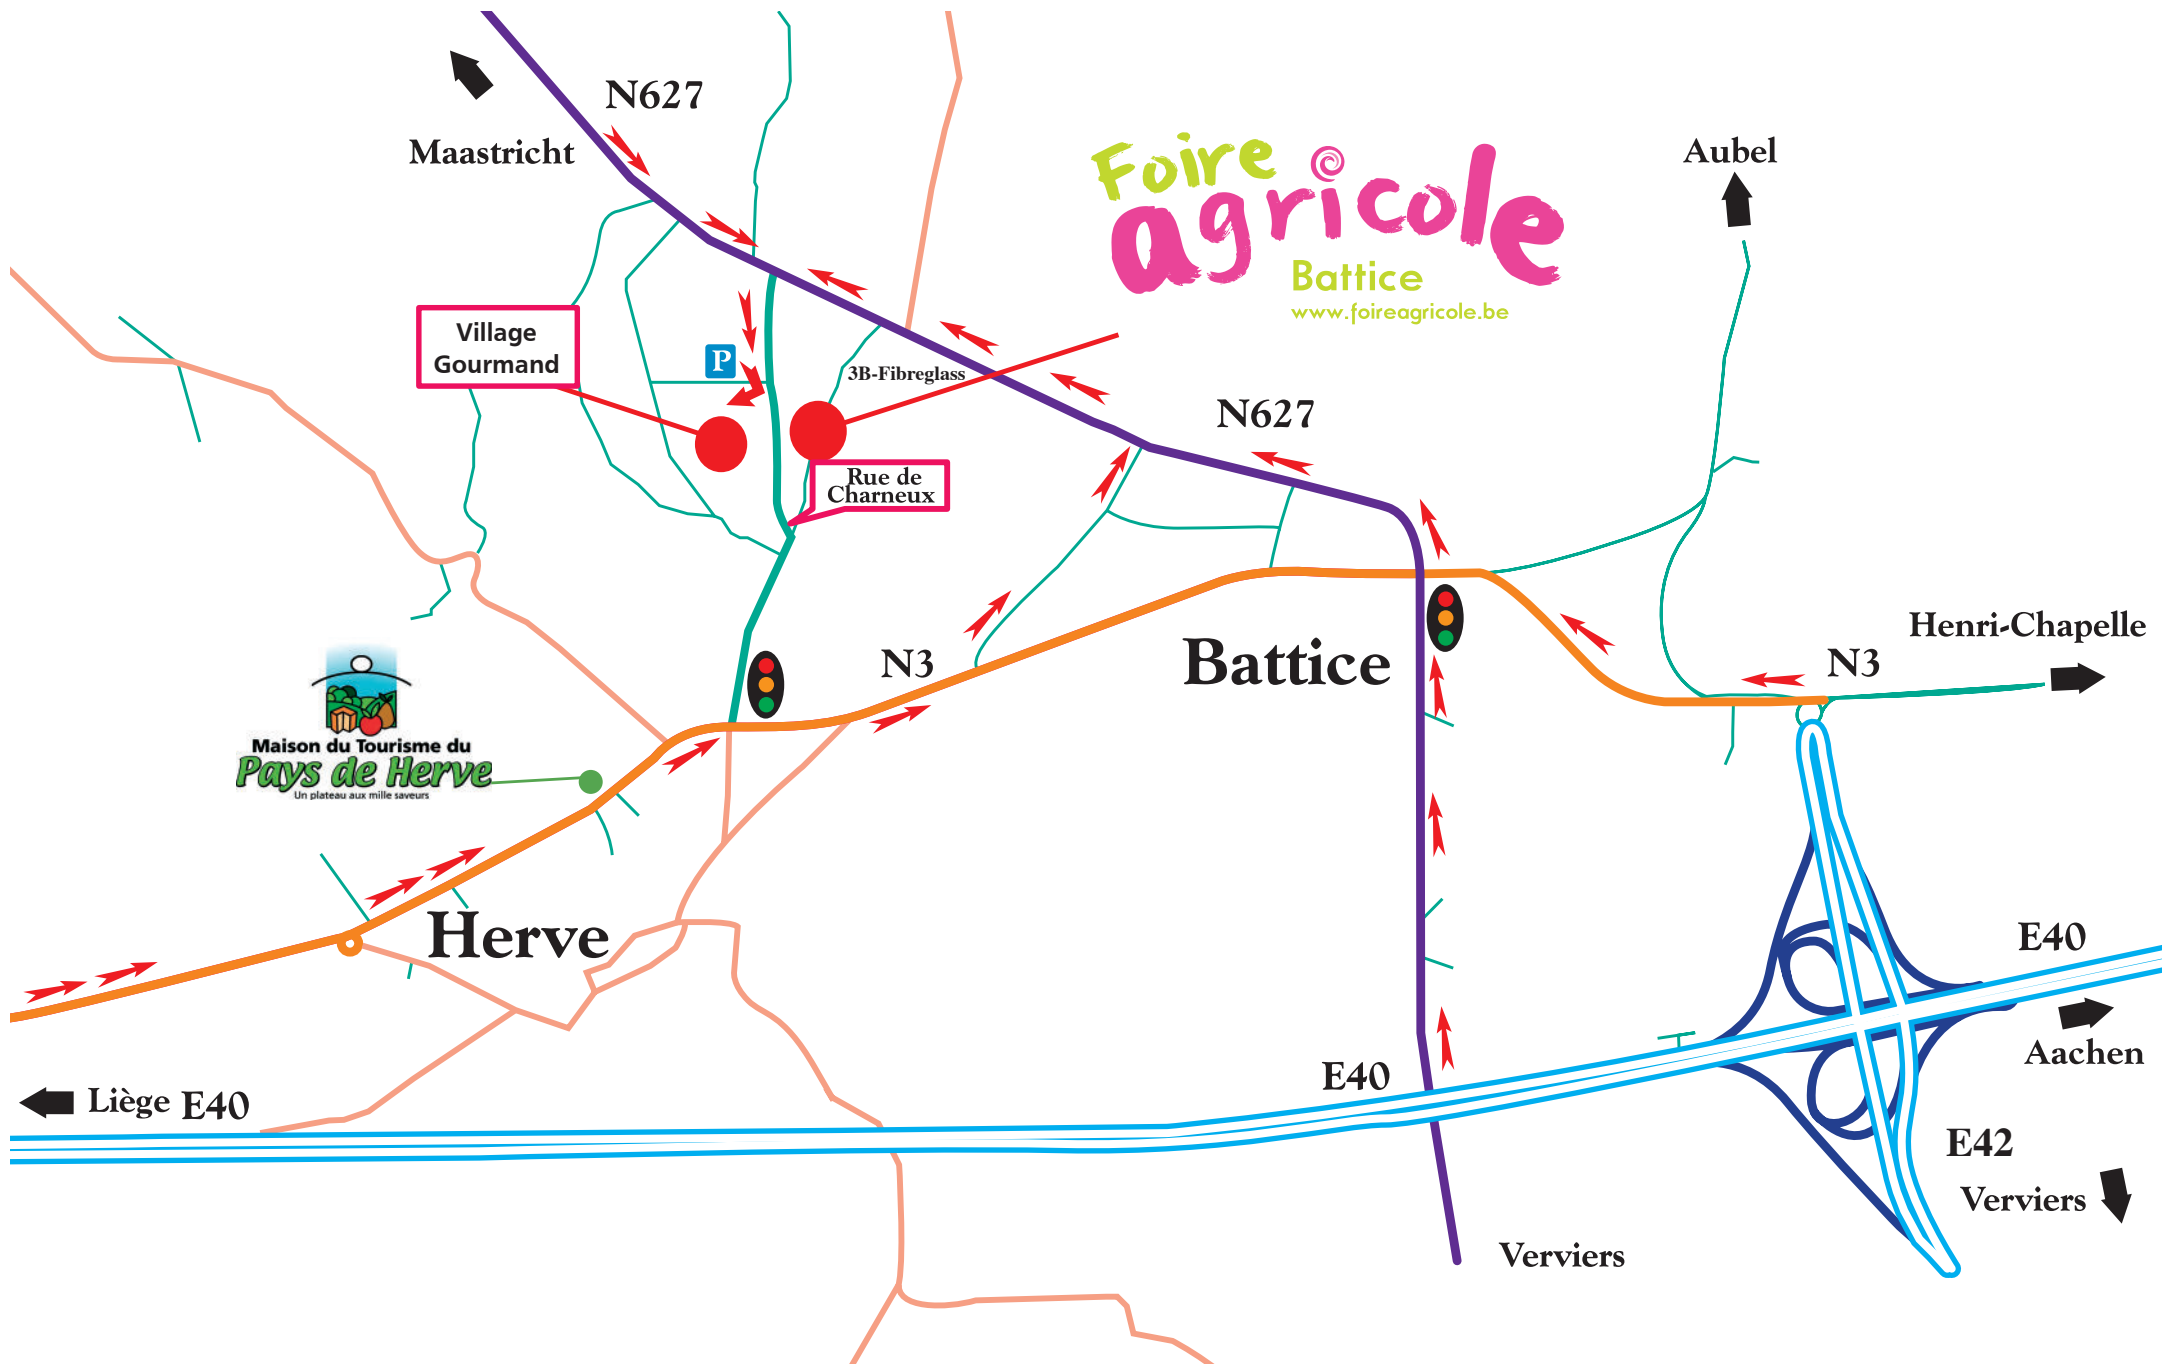 N627
Maastricht
Foire
agricole
Battice
www.foireagricole.be
Aubel
Village
Gourmand
P
3B-Fibreglass
N627
Rue de
Charneux
Henri-Chapelle
N3
N3
Battice
Maison du Tourisme du
Pays de Herve
Un plateau aux mille saveurs
Herve
E40
Aachen
E40
Liège E40
E42
Verviers
Verviers